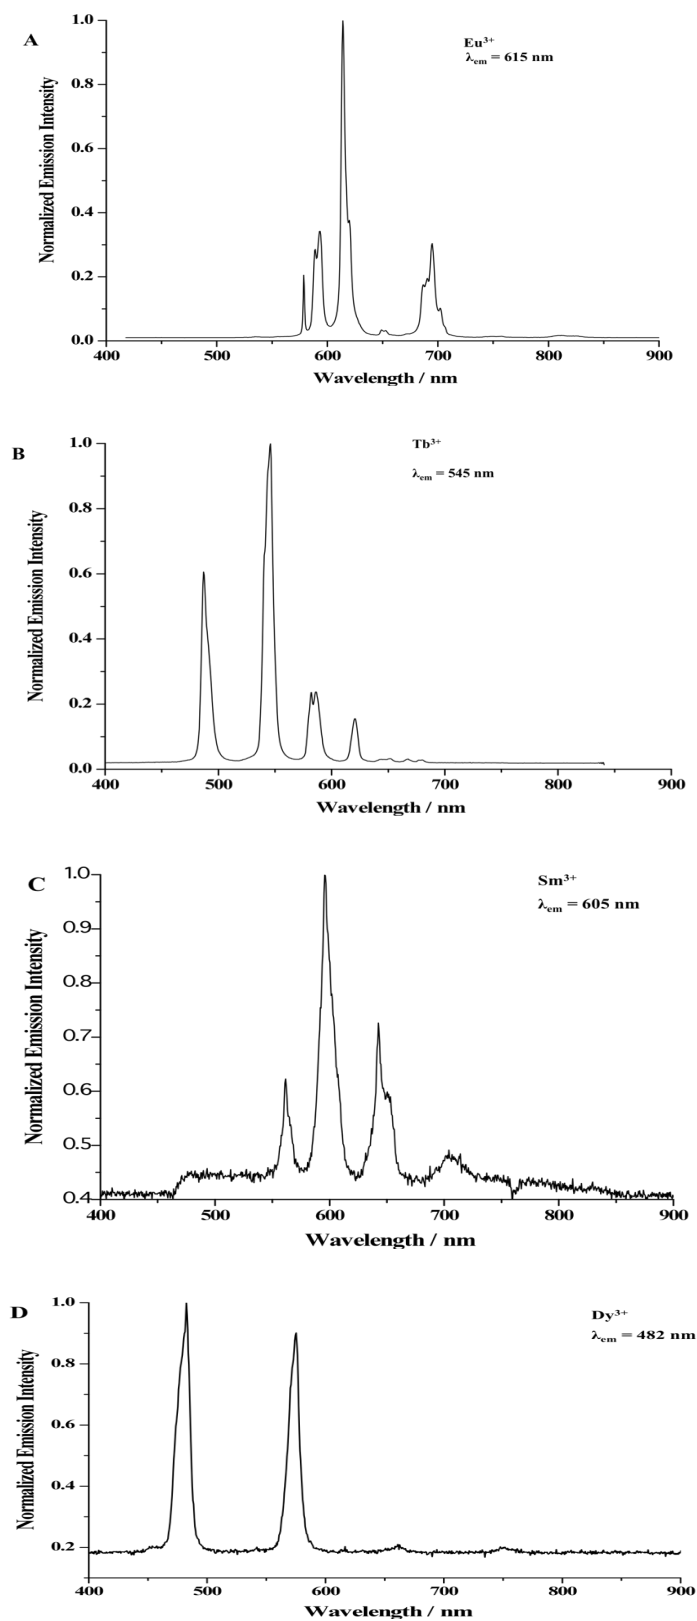 A
Eu³⁺
λem = 615 nm
Normalized Emission Intensity
1.0
0.8
0.6
0.4
0.2
0.0
400 500 600 700 800 900
Wavelength / nm
B
Tb³⁺
λem = 545 nm
Normalized Emission Intensity
1.0
0.8
0.6
0.4
0.2
0.0
400 500 600 700 800 900
Wavelength / nm
C
Sm³⁺
λem = 605 nm
Normalized Emission Intensity
1.0
0.9
0.8
0.7
0.6
0.5
0.4
400 500 600 700 800 900
Wavelength / nm
D
Dy³⁺
λem = 482 nm
Normalized Emission Intensity
1.0
0.8
0.6
0.4
0.2
400 500 600 700 800 900
Wavelength / nm